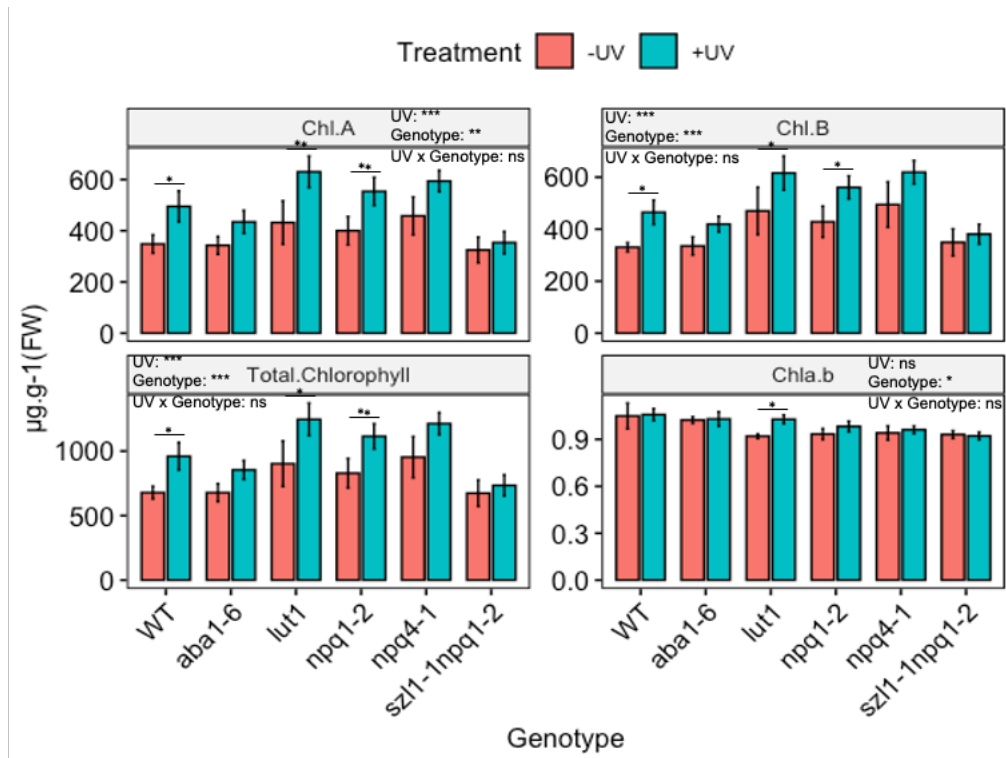 Treatment -UV +UV
Chl.A
UV: ***
Genotype: **
UV x Genotype: ns
*
**
**
600
400
200
0
Chl.B
UV: ***
Genotype: ***
UV x Genotype: ns
*
*
*
600
400
200
0
µg.g-1(FW)
Total.Chlorophyll
UV: ***
Genotype: ***
UV x Genotype: ns
*
*
**
1000
500
0
Chla.b
UV: ns
Genotype: *
UV x Genotype: ns
*
0.9
0.6
0.3
0.0
WT
aba1-6
lut1
npq1-2
npq4-1
szl1-1npq1-2
WT
aba1-6
lut1
npq1-2
npq4-1
szl1-1npq1-2
Genotype